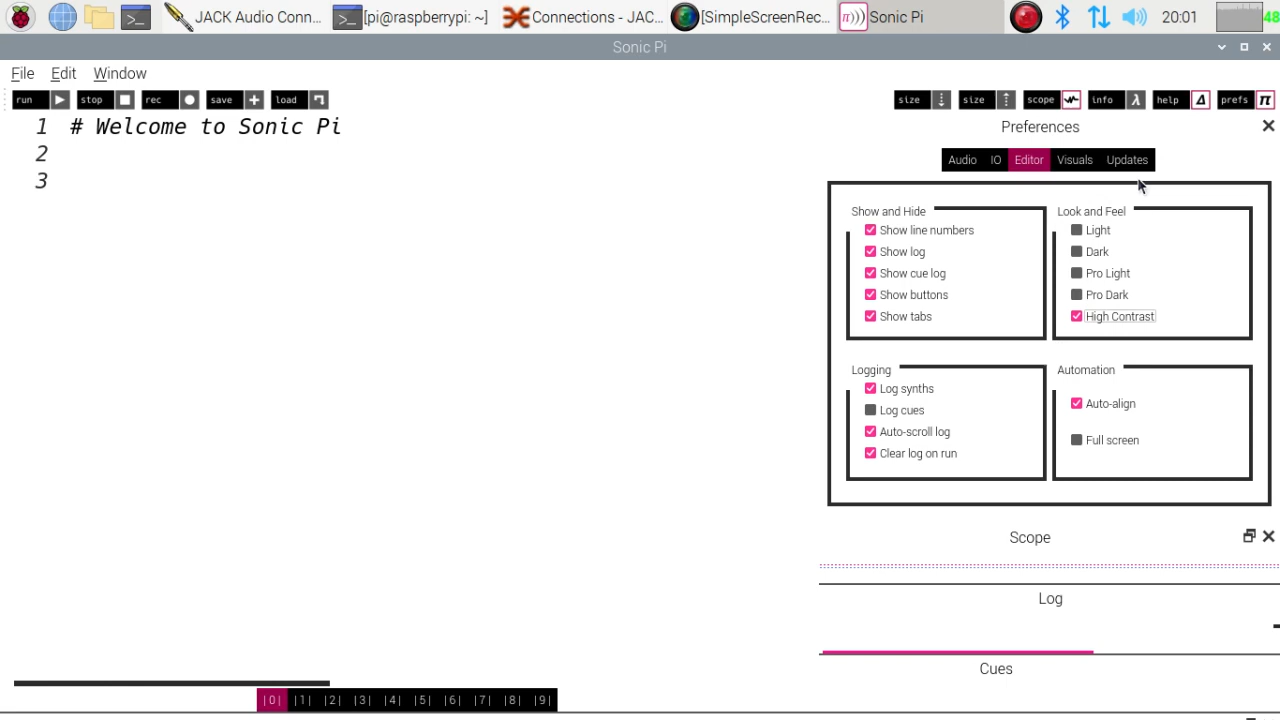 JACK Audio Conn...
[pi@raspberrypi: ~]
Connections - JAC...
[SimpleScreenRec...
π)))
Sonic Pi
20:01
48
Sonic Pi
File Edit Window
run stop rec save load
size size scope info λ help prefs π
1 # Welcome to Sonic Pi
2
3
Preferences
Audio IO Editor Visuals Updates
Show and Hide
Show line numbers
Show log
Show cue log
Show buttons
Show tabs
Look and Feel
Light
Dark
Pro Light
Pro Dark
High Contrast
Logging
Log synths
Log cues
Auto-scroll log
Clear log on run
Automation
Auto-align
Full screen
Scope
Log
Cues
|0| |1| |2| |3| |4| |5| |6| |7| |8| |9|